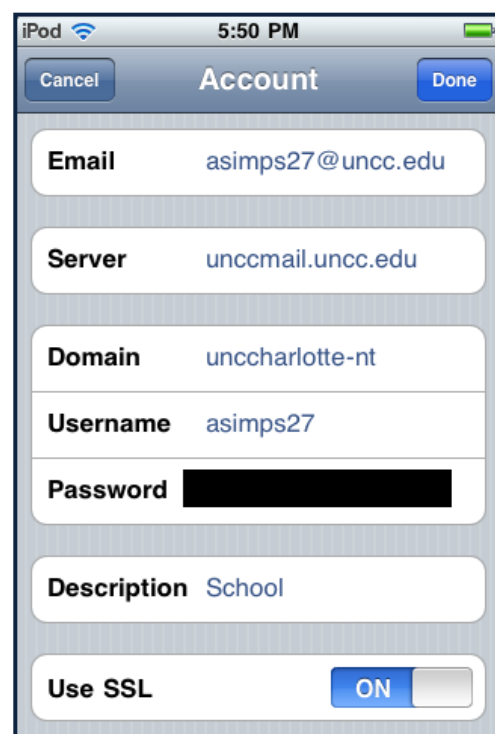 iPod 5:50 PM
Cancel Account Done
Email asimps27@uncc.edu
Server unccmail.uncc.edu
Domain unccharlotte-nt
Username asimps27
Password
Description School
Use SSL ON